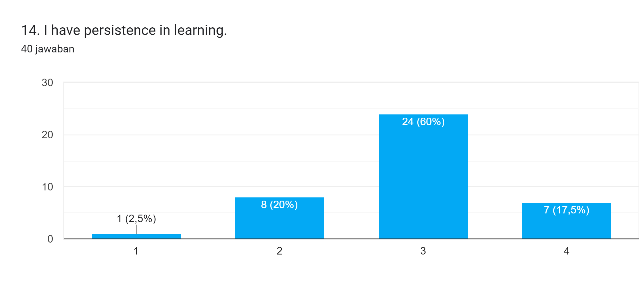 14. I have persistence in learning.
40 jawaban
30
20
10
0
1 (2,5%)
8 (20%)
24 (60%)
7 (17,5%)
1 2 3 4